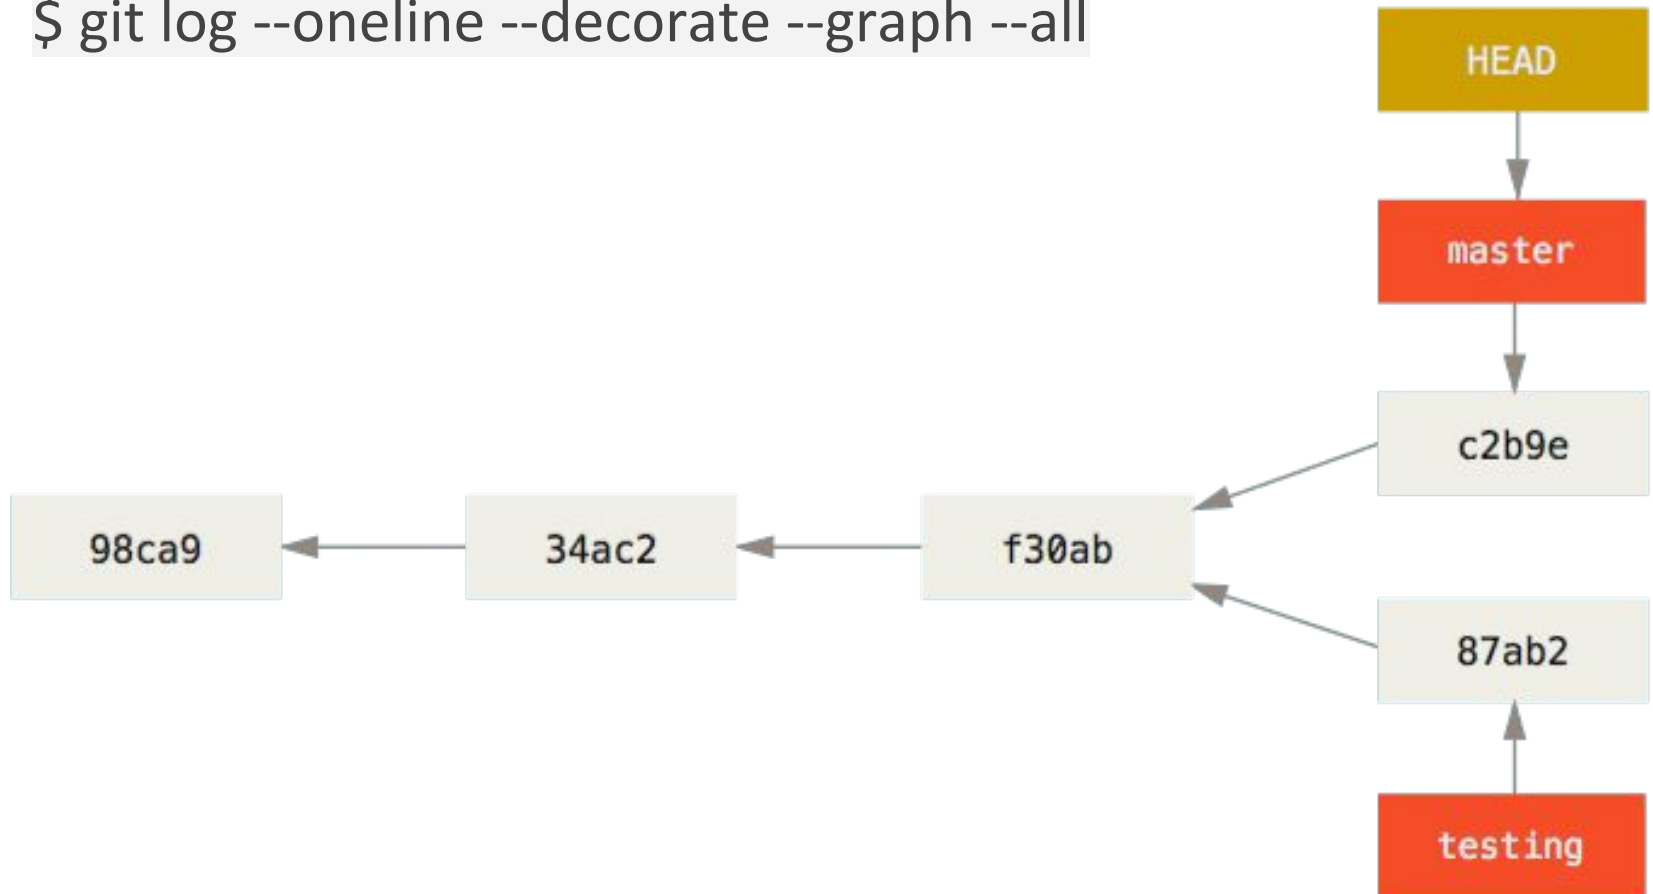 $ git log --oneline --decorate --graph --all
HEAD
master
c2b9e
98ca9
34ac2
f30ab
87ab2
testing